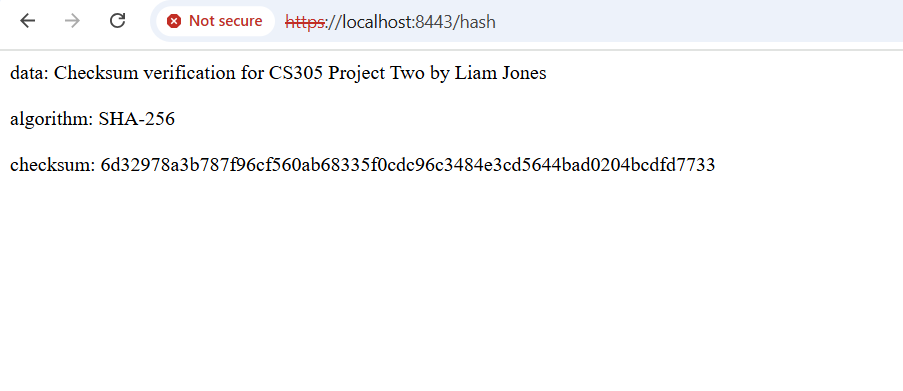 Not secure https://localhost:8443/hash
data: Checksum verification for CS305 Project Two by Liam Jones
algorithm: SHA-256
checksum: 6d32978a3b787f96cf560ab68335f0cdc96c3484e3cd5644bad0204bcdfd7733